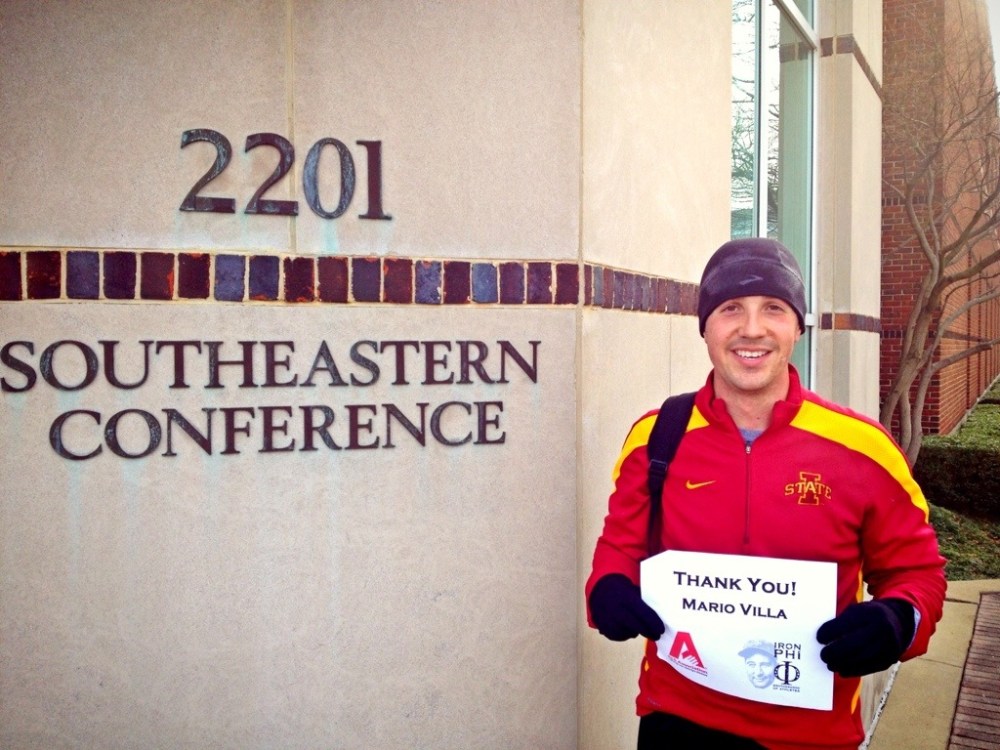 2201
SOUTHEASTERN
CONFERENCE
I
STATE
THANK YOU!
MARIO VILLA
IRON
PHI
Φ